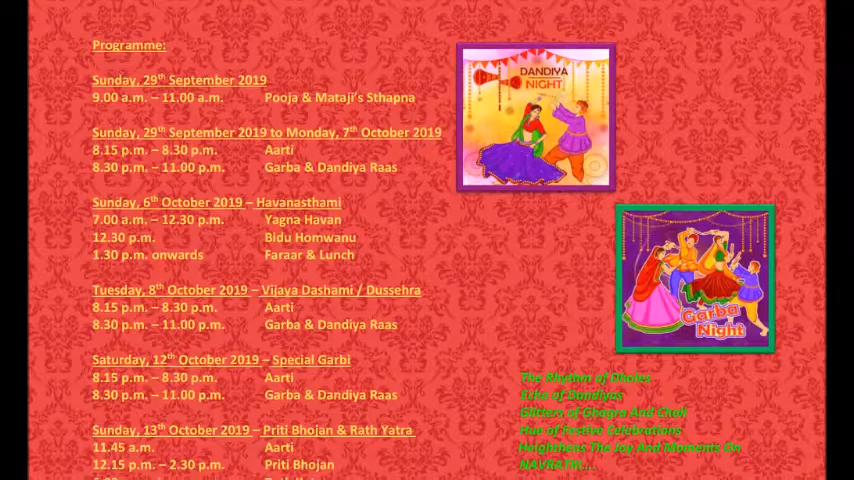 Programme:
Sunday, 29th September 2019
9.00 a.m. – 11.00 a.m. Pooja & Mataji's Sthapna
Sunday, 29th September 2019 to Monday, 7th October 2019
8.15 p.m. – 8.30 p.m. Aarti
8.30 p.m. – 11.00 p.m. Garba & Dandiya Raas
Sunday, 6th October 2019 – Havanasthami
7.00 a.m. – 12.30 p.m. Yagna Havan
12.30 p.m. Bidu Homwanu
1.30 p.m. onwards Faraar & Lunch
Tuesday, 8th October 2019 – Vijaya Dashami / Dussehra
8.15 p.m. – 8.30 p.m. Aarti
8.30 p.m. – 11.00 p.m. Garba & Dandiya Raas
Saturday, 12th October 2019 – Special Garbi
8.15 p.m. – 8.30 p.m. Aarti
8.30 p.m. – 11.00 p.m. Garba & Dandiya Raas
Sunday, 13th October 2019 – Priti Bhojan & Rath Yatra
11.45 a.m. Aarti
12.15 p.m. – 2.30 p.m. Priti Bhojan
DANDIYA
NIGHT
Garba
Night
The Rhythm of Dholes
Echo of Dandiyas
Glitters of Ghagra And Choli
Hue of Festive Celebrations
Heightens The Joy And Moments On
NAVRATRI...